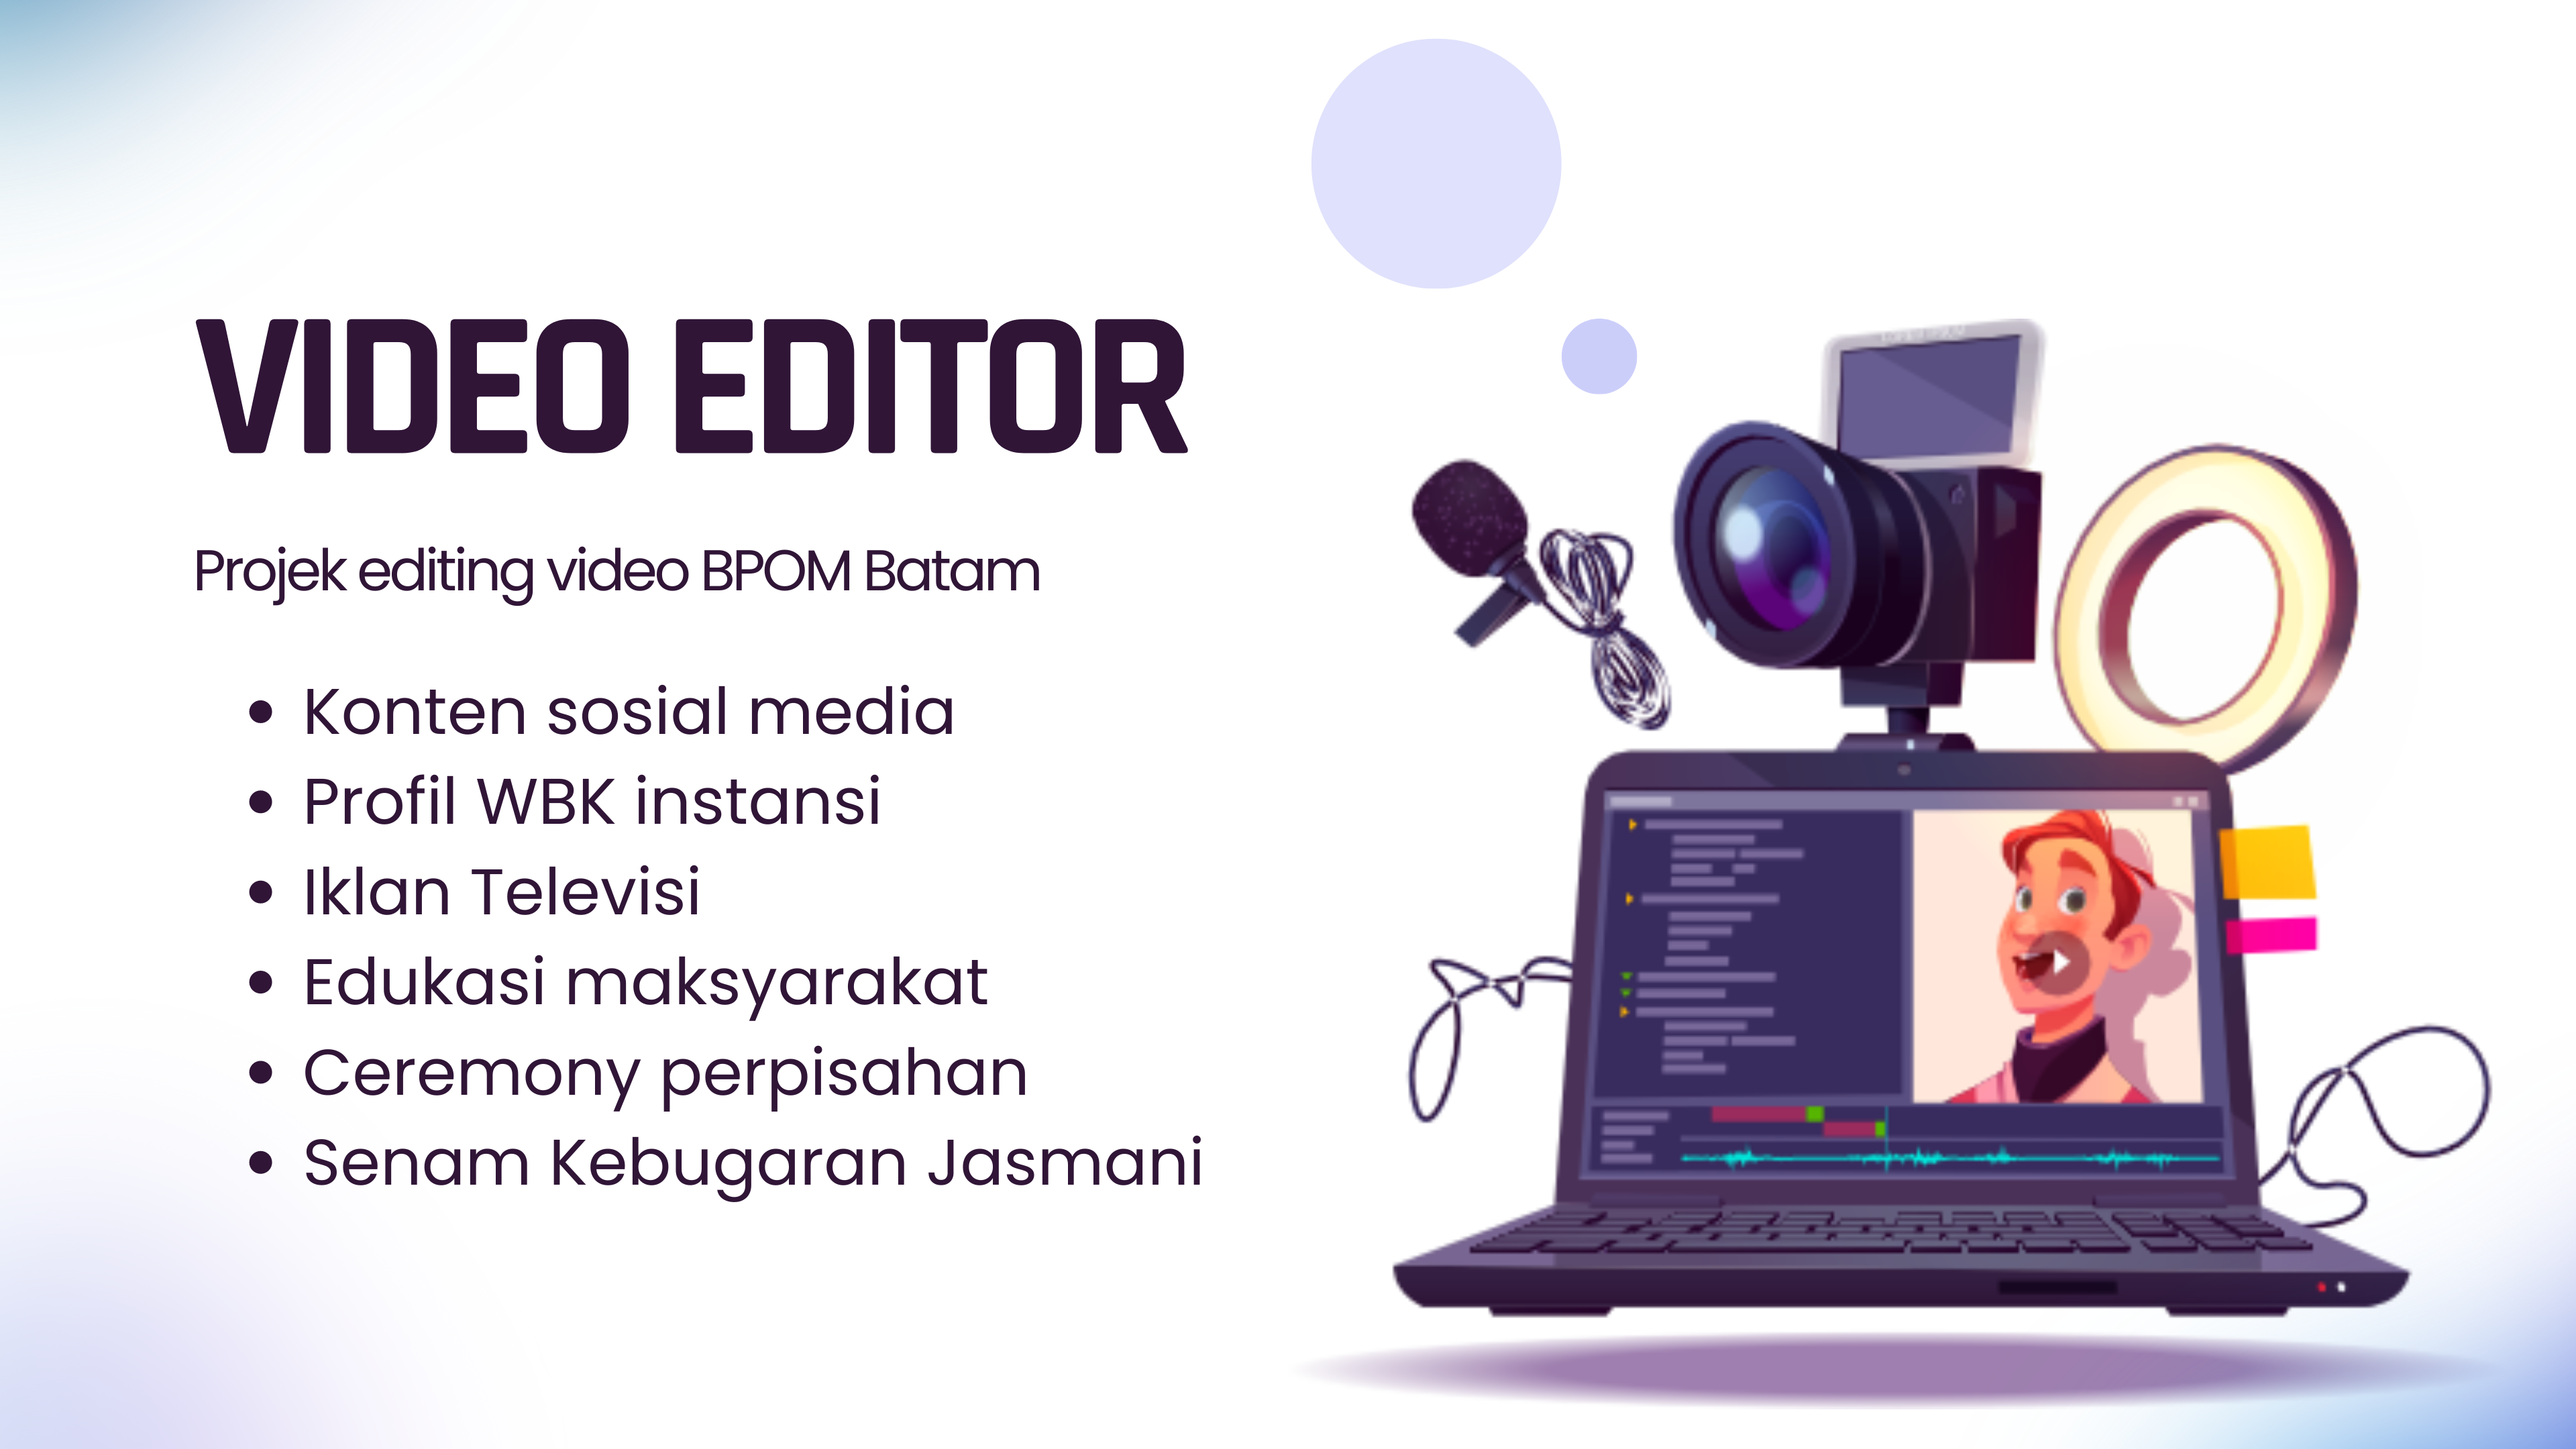 VIDEO EDITOR
Projek editing video BPOM Batam
• Konten sosial media
• Profil WBK instansi
• Iklan Televisi
• Edukasi maksyarakat
• Ceremony perpisahan
• Senam Kebugaran Jasmani